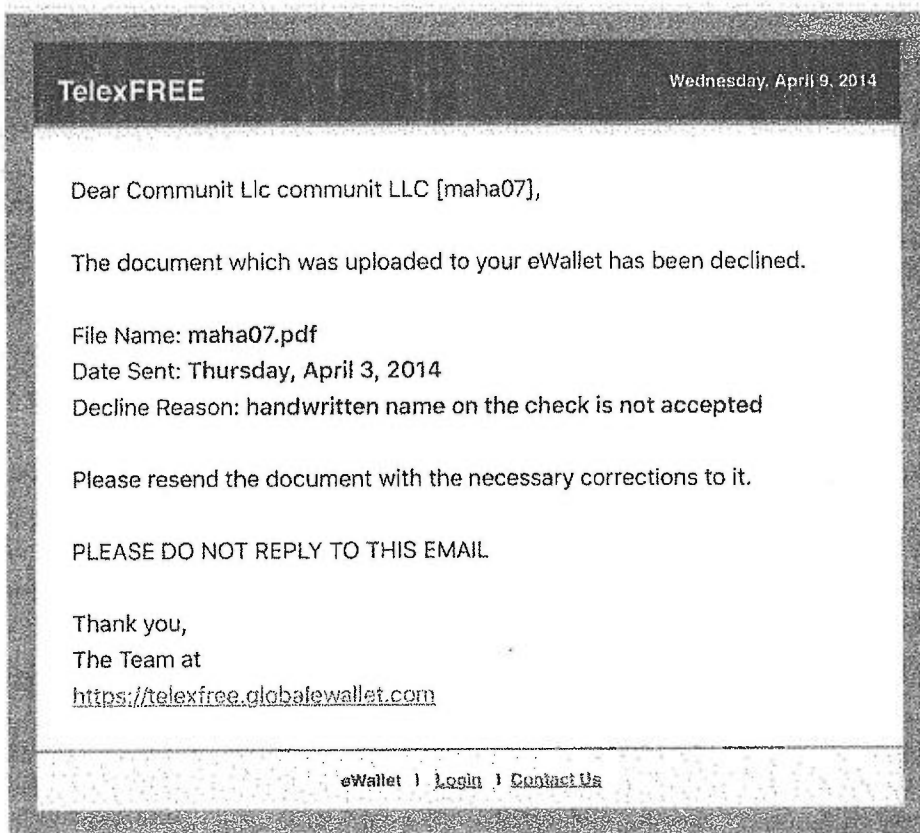 TelexFREE
Wednesday, April 9, 2014
Dear Communit Llc communit LLC [maha07],
The document which was uploaded to your eWallet has been declined.
File Name: maha07.pdf
Date Sent: Thursday, April 3, 2014
Decline Reason: handwritten name on the check is not accepted
Please resend the document with the necessary corrections to it.
PLEASE DO NOT REPLY TO THIS EMAIL
Thank you,
The Team at
https://telexfree.globalewallet.com
eWallet | Login | Contact Us